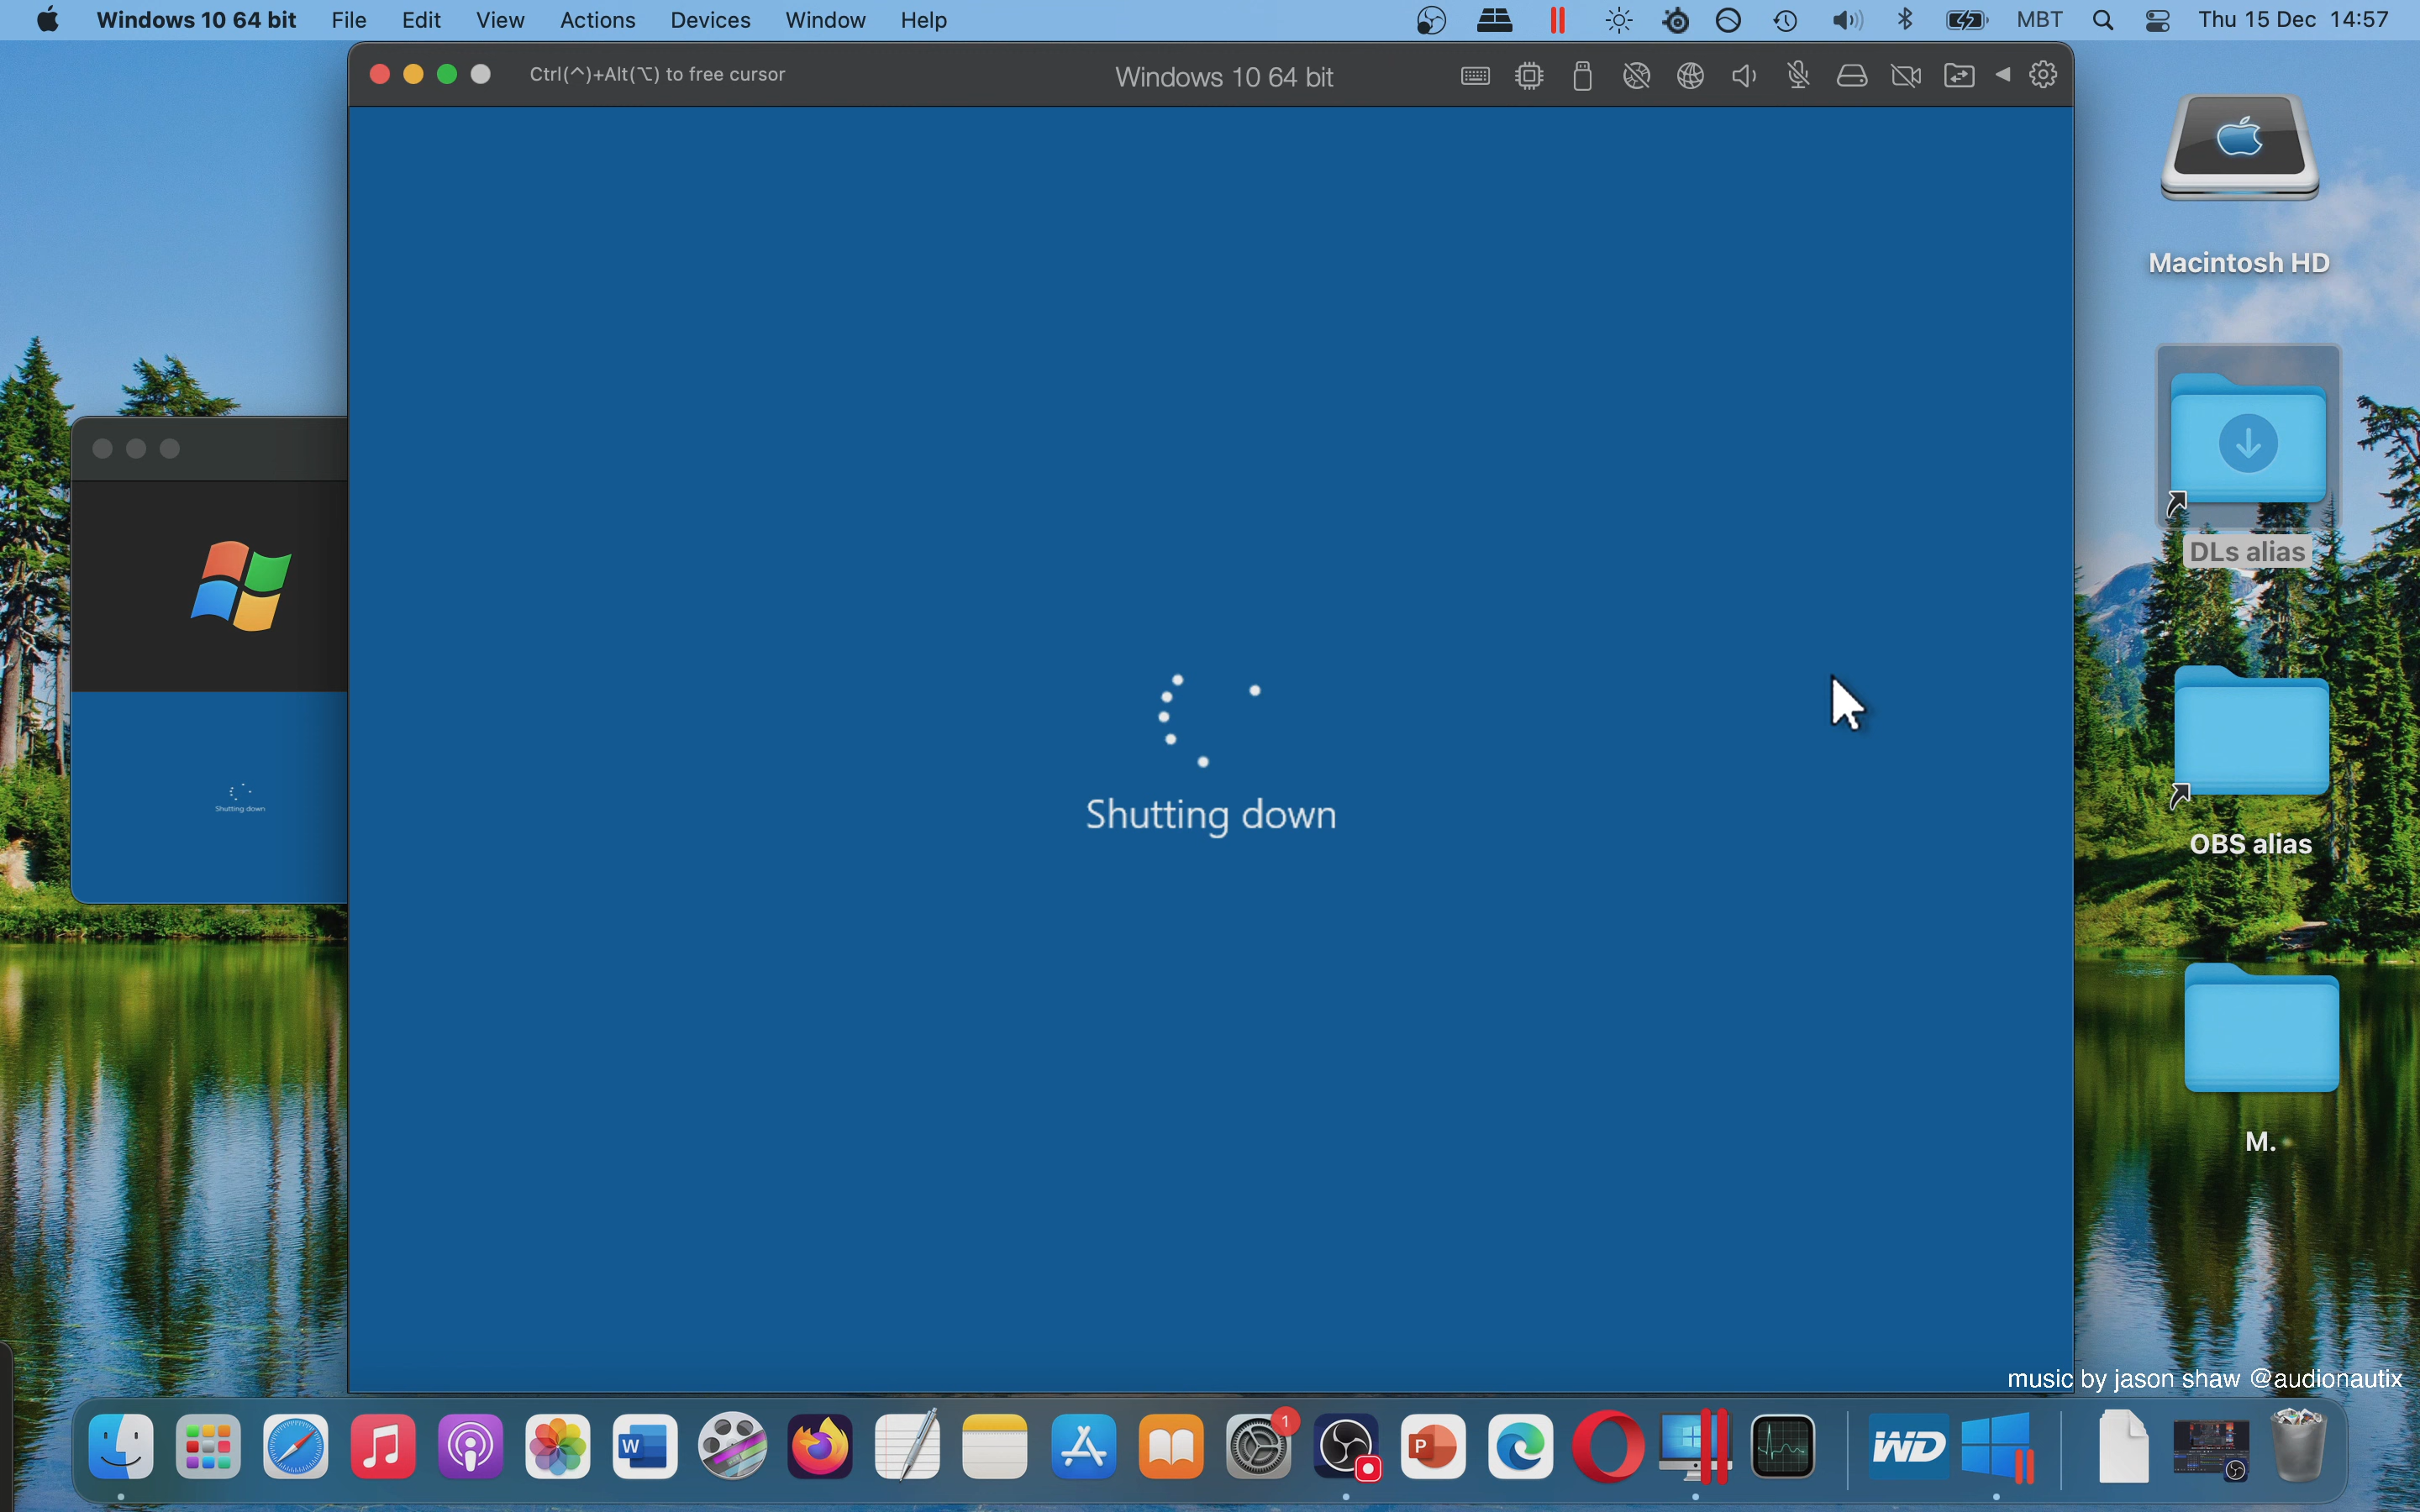 Windows 10 64 bit File Edit View Actions Devices Window Help MBT Thu 15 Dec 14:57
Ctrl(^)+Alt(⌥) to free cursor Windows 10 64 bit
Macintosh HD
DLs alias
Shutting down
Shutting down
OBS alias
M.
music by jason shaw @audionautix
W
1
P
WD